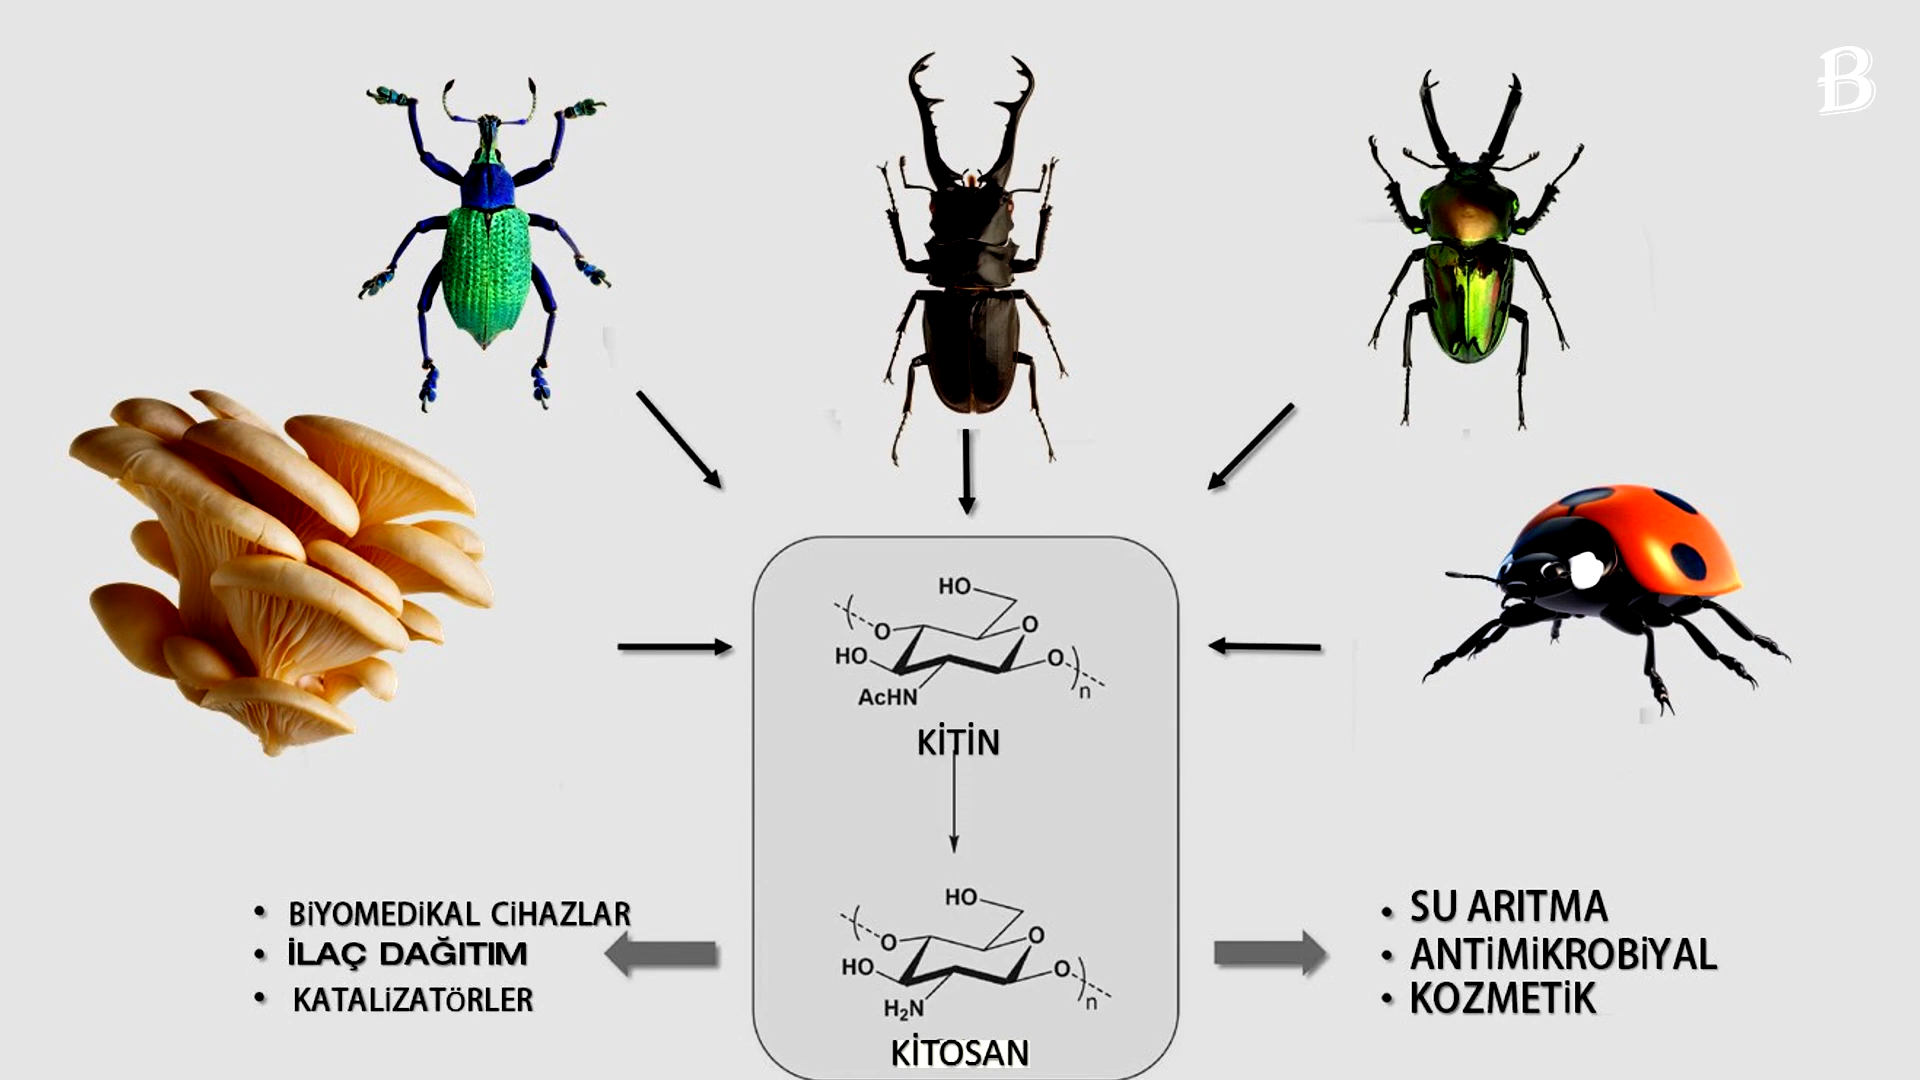 B
HO
O
O
HO
O
n
AcHN
KİTİN
HO
O
O
HO
O
n
H₂N
KİTOSAN
• BİYOMEDİKAL CİHAZLAR
• İLAÇ DAĞITIM
• KATALİZATÖRLER
• SU ARITMA
• ANTİMİKROBİYAL
• KOZMETİK